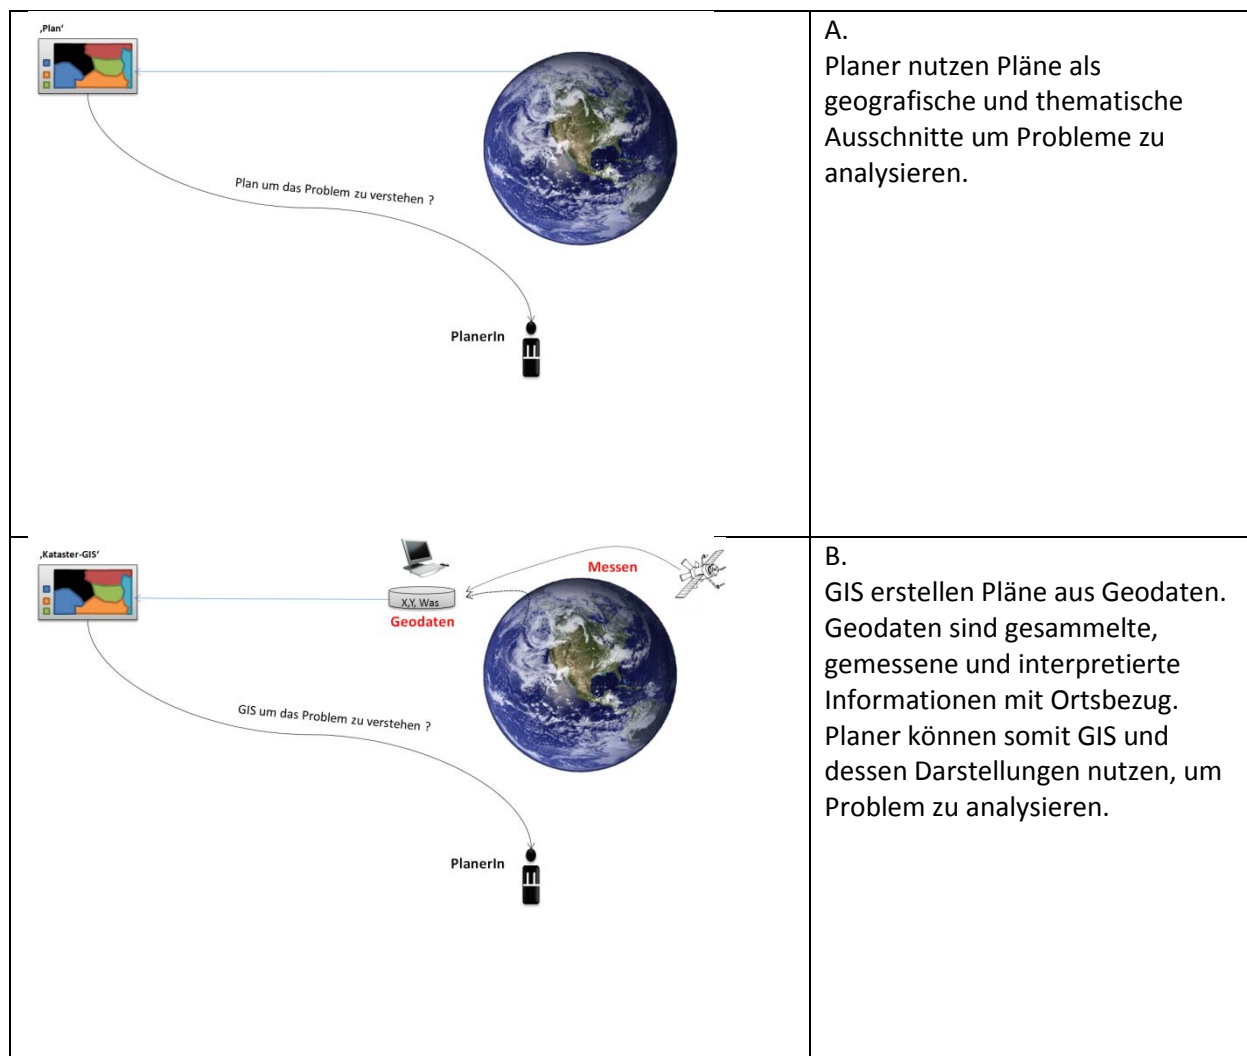 ‚Plan‘
Plan um das Problem zu verstehen ?
PlanerIn
A.
Planer nutzen Pläne als
geografische und thematische
Ausschnitte um Probleme zu
analysieren.
‚Kataster-GIS‘
Messen
X,Y, Was
Geodaten
GIS um das Problem zu verstehen ?
PlanerIn
B.
GIS erstellen Pläne aus Geodaten.
Geodaten sind gesammelte,
gemessene und interpretierte
Informationen mit Ortsbezug.
Planer können somit GIS und
dessen Darstellungen nutzen, um
Problem zu analysieren.